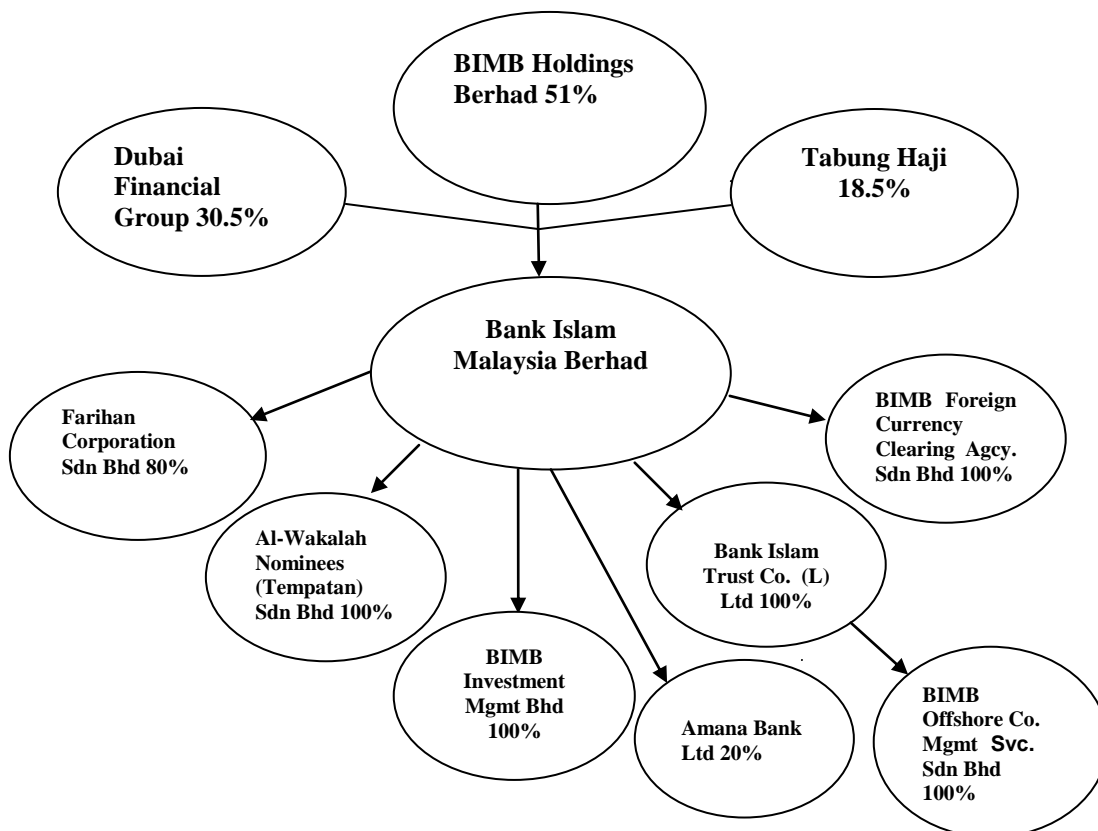 BIMB Holdings
Berhad 51%
Dubai
Financial
Group 30.5%
Tabung Haji
18.5%
Bank Islam
Malaysia Berhad
Farihan
Corporation
Sdn Bhd 80%
BIMB Foreign
Currency
Clearing Agcy.
Sdn Bhd 100%
Al-Wakalah
Nominees
(Tempatan)
Sdn Bhd 100%
Bank Islam
Trust Co. (L)
Ltd 100%
BIMB
Investment
Mgmt Bhd
100%
Amana Bank
Ltd 20%
BIMB
Offshore Co.
Mgmt Svc.
Sdn Bhd
100%